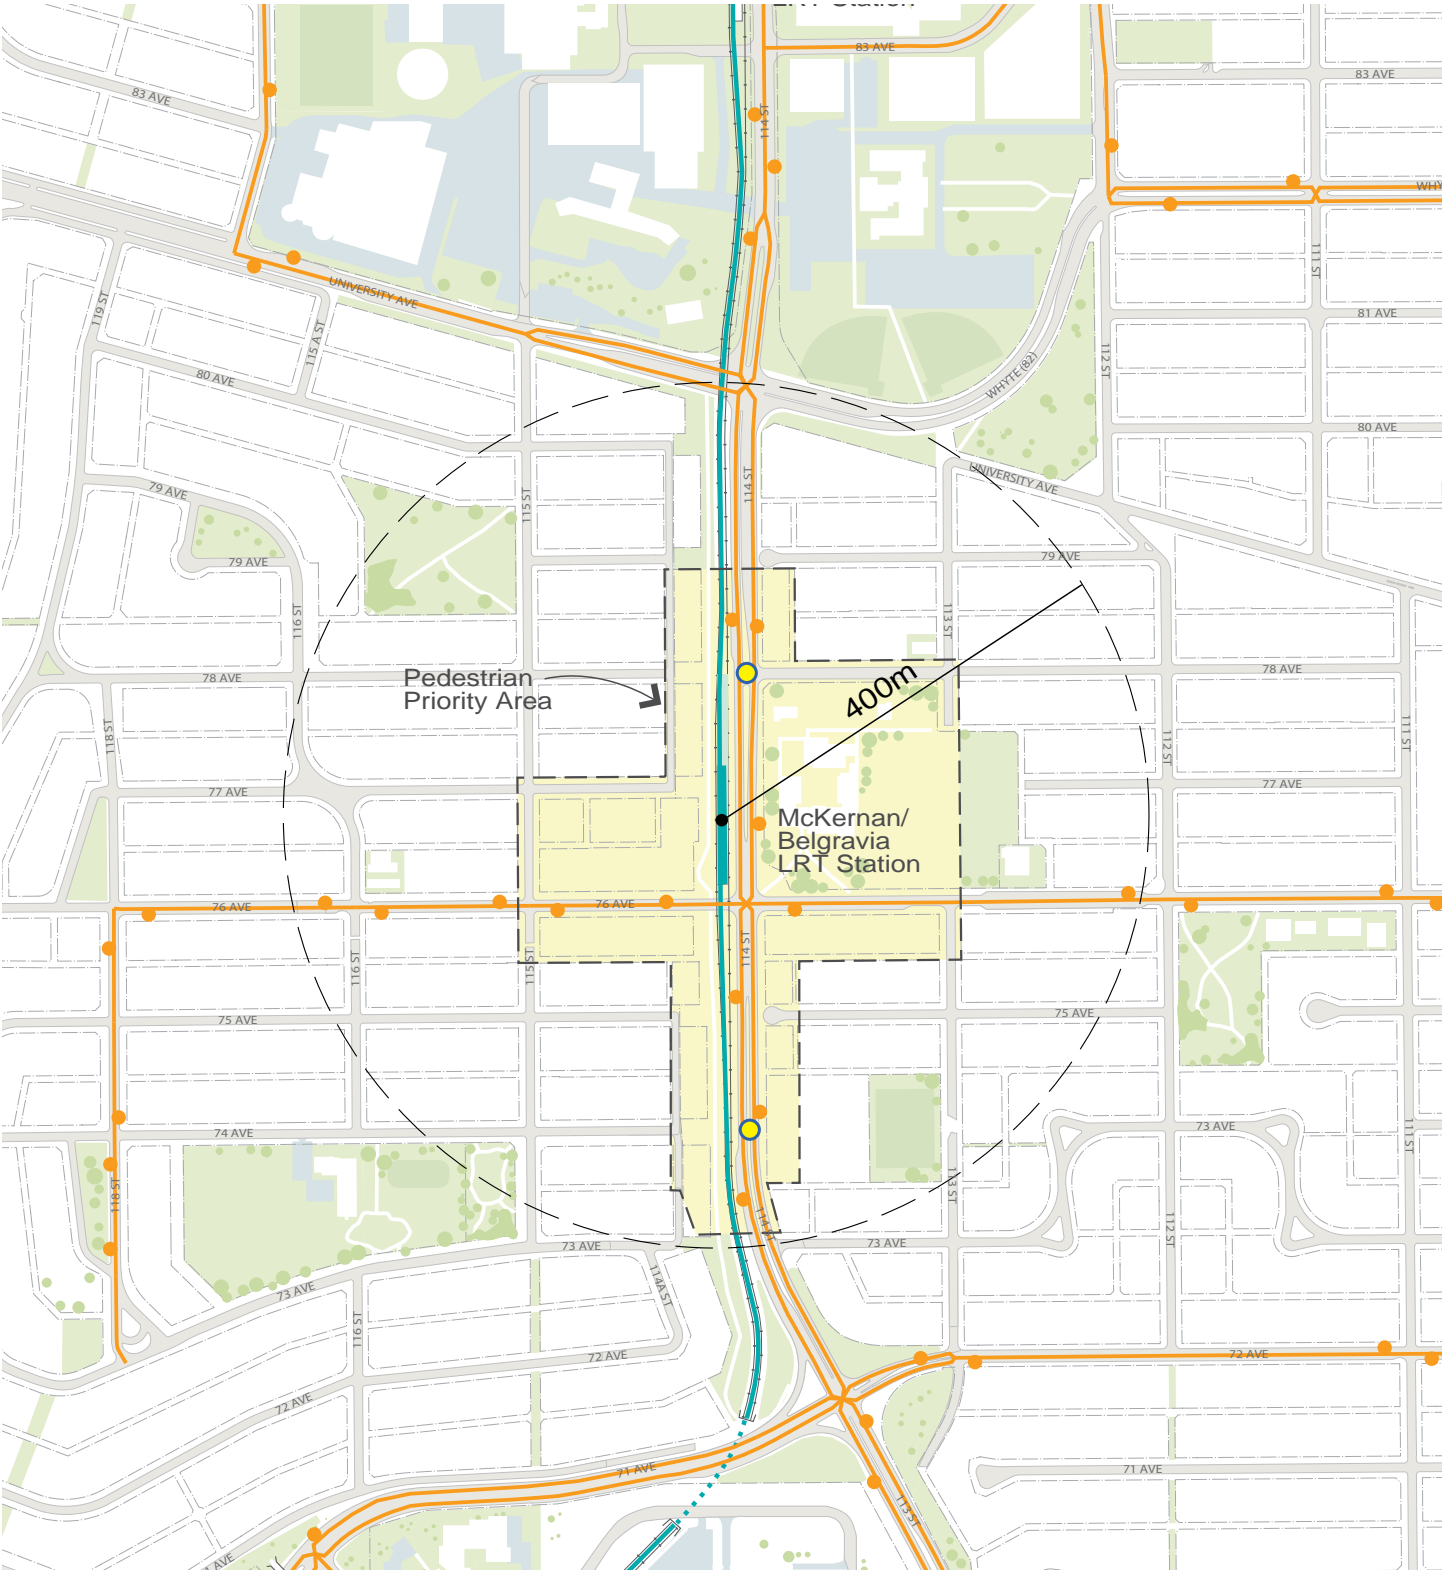 LRT Station
83 AVE
83 AVE
83 AVE
114 ST
WHY
111 ST
UNIVERSITY AVE
119 ST
115 A ST
81 AVE
112 ST
WHYTE (82)
80 AVE
80 AVE
114 ST
UNIVERSITY AVE
79 AVE
115 ST
79 AVE
79 AVE
116 ST
113 ST
78 AVE
78 AVE
Pedestrian
Priority Area
400m
118 ST
111 ST
112 ST
77 AVE
77 AVE
McKernan/
Belgravia
LRT Station
76 AVE
76 AVE
114 ST
116 ST
115 ST
75 AVE
75 AVE
74 AVE
73 AVE
111 ST
118 ST
113 ST
112 ST
114 ST
73 AVE
73 AVE
73 AVE
114A ST
116 ST
72 AVE
72 AVE
72 AVE
71 AVE
71 AVE
113 ST
AVE